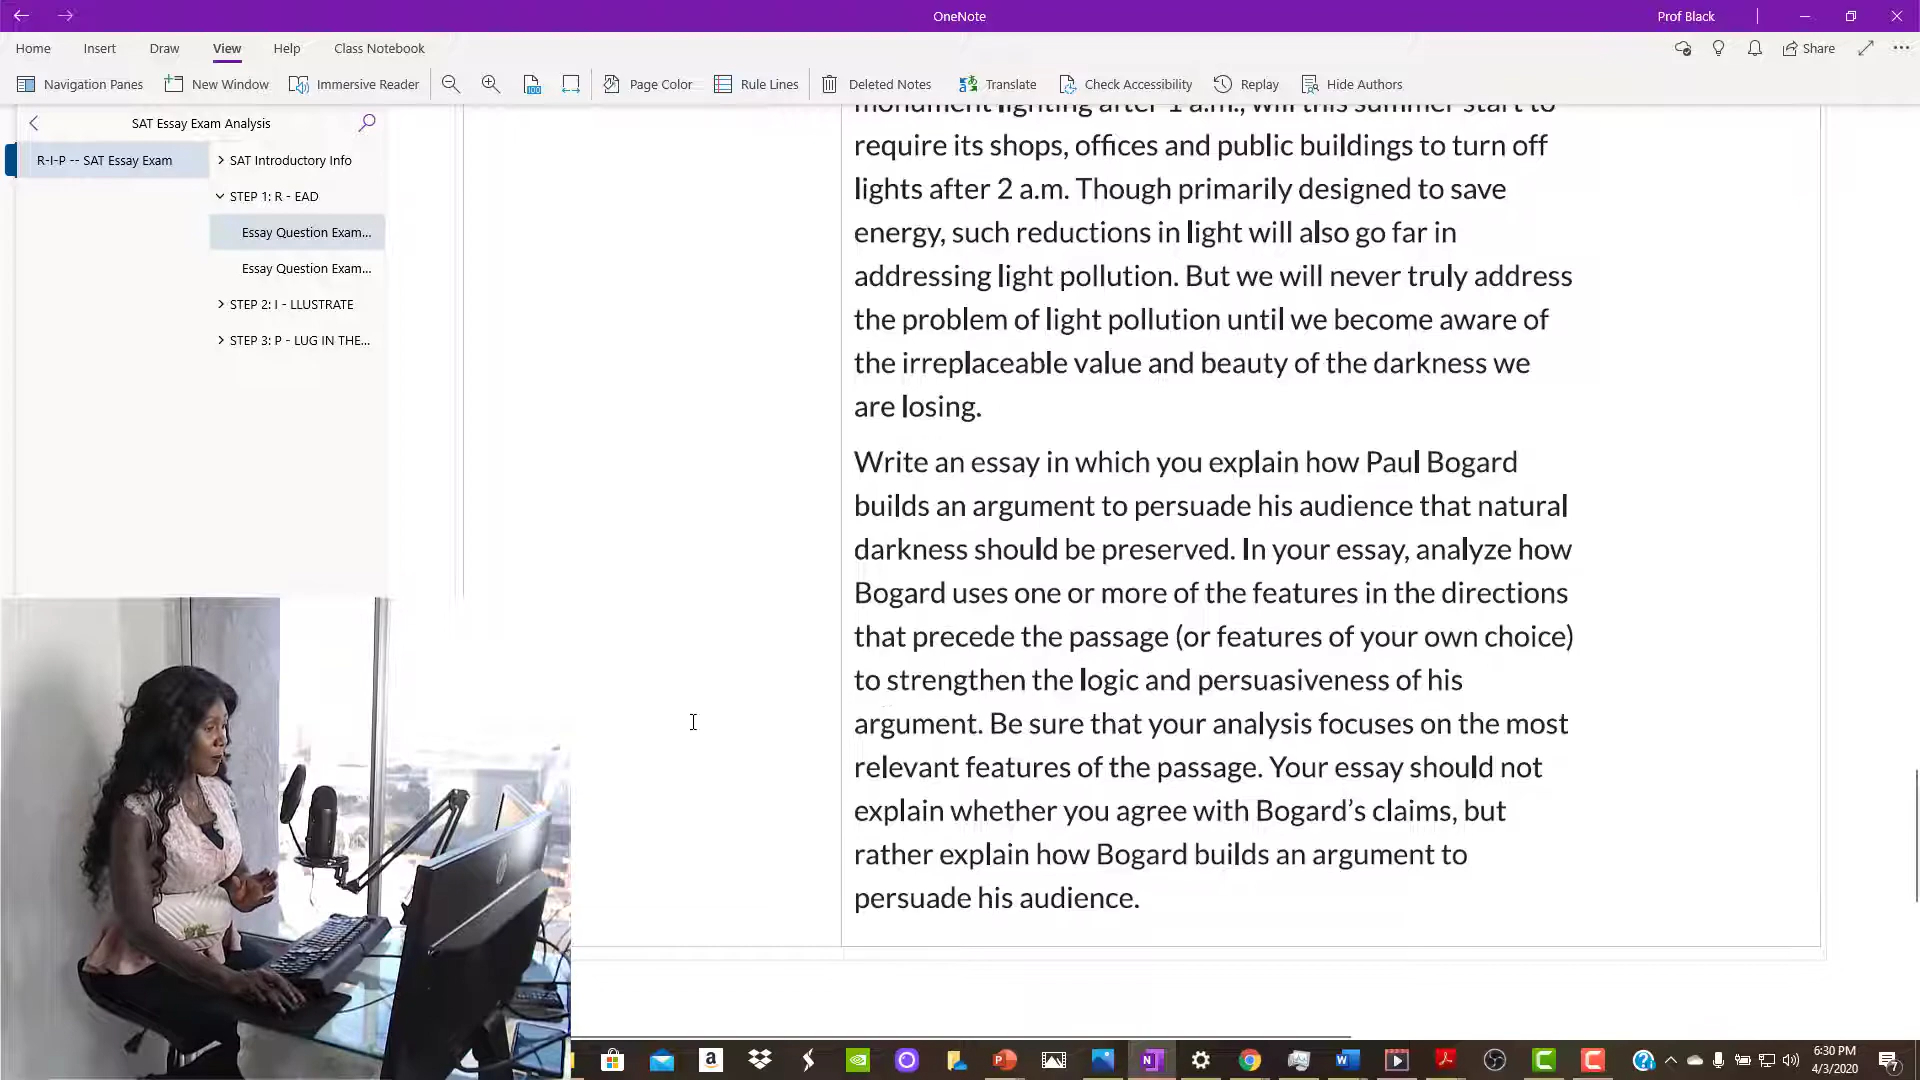 OneNote
Prof Black
Home Insert Draw View Help Class Notebook
Share
Navigation Panes New Window Immersive Reader Page Color Rule Lines Deleted Notes Translate Check Accessibility Replay Hide Authors
SAT Essay Exam Analysis
R-I-P -- SAT Essay Exam
SAT Introductory Info
STEP 1: R - EAD
Essay Question Exam...
Essay Question Exam...
STEP 2: I - LLUSTRATE
STEP 3: P - LUG IN THE...
monument lighting after 1 a.m., will this summer start to
require its shops, offices and public buildings to turn off
lights after 2 a.m. Though primarily designed to save
energy, such reductions in light will also go far in
addressing light pollution. But we will never truly address
the problem of light pollution until we become aware of
the irreplaceable value and beauty of the darkness we
are losing.
Write an essay in which you explain how Paul Bogard
builds an argument to persuade his audience that natural
darkness should be preserved. In your essay, analyze how
Bogard uses one or more of the features in the directions
that precede the passage (or features of your own choice)
to strengthen the logic and persuasiveness of his
argument. Be sure that your analysis focuses on the most
relevant features of the passage. Your essay should not
explain whether you agree with Bogard’s claims, but
rather explain how Bogard builds an argument to
persuade his audience.
6:30 PM
4/3/2020